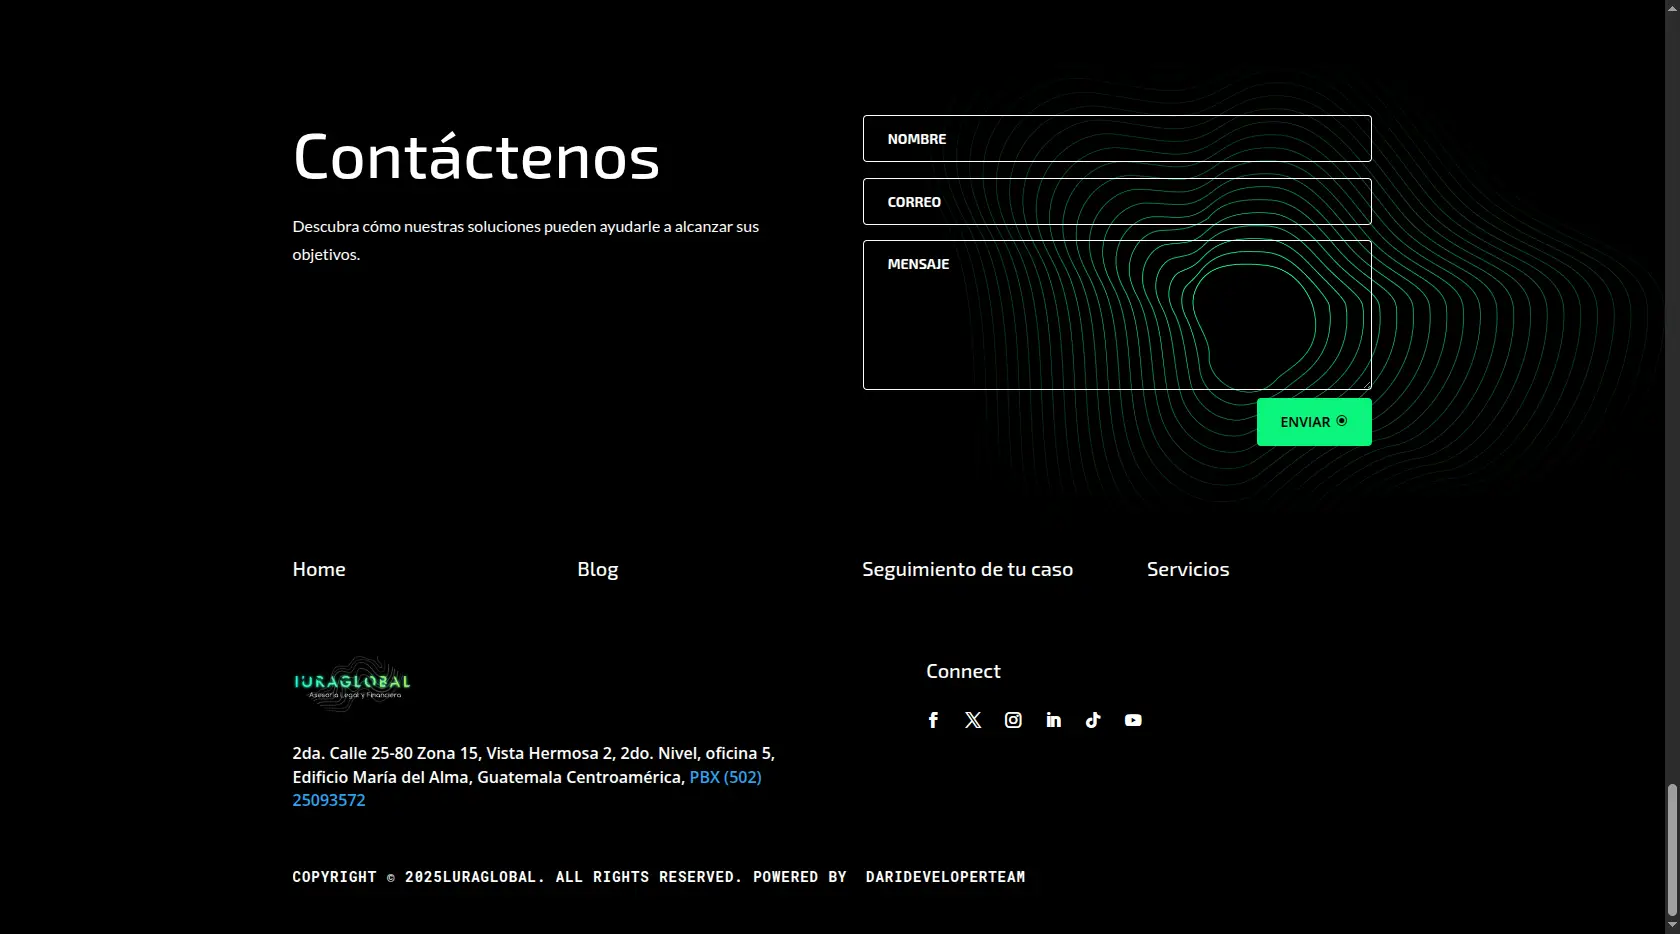 Contáctenos
Descubra cómo nuestras soluciones pueden ayudarle a alcanzar sus
objetivos.
NOMBRE
CORREO
MENSAJE
ENVIAR
Home
Blog
Seguimiento de tu caso
Servicios
IURAGLOBAL
Asesoría Legal y Financiera
2da. Calle 25-80 Zona 15, Vista Hermosa 2, 2do. Nivel, oficina 5,
Edificio María del Alma, Guatemala Centroamérica, PBX (502)
25093572
Connect
COPYRIGHT © 2025LURAGLOBAL. ALL RIGHTS RESERVED. POWERED BY DARIDEVELOPERTEAM